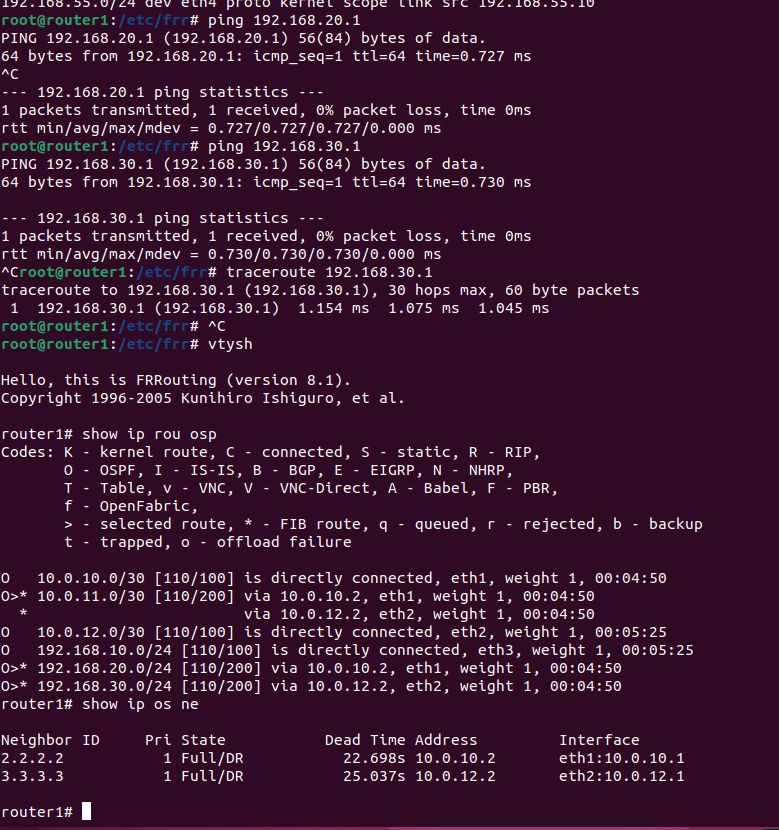 192.168.55.0/24 dev eth4 proto kernel scope link src 192.168.55.10
root@router1:/etc/frr# ping 192.168.20.1
PING 192.168.20.1 (192.168.20.1) 56(84) bytes of data.
64 bytes from 192.168.20.1: icmp_seq=1 ttl=64 time=0.727 ms
^C
--- 192.168.20.1 ping statistics ---
1 packets transmitted, 1 received, 0% packet loss, time 0ms
rtt min/avg/max/mdev = 0.727/0.727/0.727/0.000 ms
root@router1:/etc/frr# ping 192.168.30.1
PING 192.168.30.1 (192.168.30.1) 56(84) bytes of data.
64 bytes from 192.168.30.1: icmp_seq=1 ttl=64 time=0.730 ms
--- 192.168.30.1 ping statistics ---
1 packets transmitted, 1 received, 0% packet loss, time 0ms
rtt min/avg/max/mdev = 0.730/0.730/0.730/0.000 ms
^Croot@router1:/etc/frr# traceroute 192.168.30.1
traceroute to 192.168.30.1 (192.168.30.1), 30 hops max, 60 byte packets
 1  192.168.30.1 (192.168.30.1)  1.154 ms  1.075 ms  1.045 ms
root@router1:/etc/frr# ^C
root@router1:/etc/frr# vtysh
Hello, this is FRRouting (version 8.1).
Copyright 1996-2005 Kunihiro Ishiguro, et al.
router1# show ip rou osp
Codes: K - kernel route, C - connected, S - static, R - RIP,
       O - OSPF, I - IS-IS, B - BGP, E - EIGRP, N - NHRP,
       T - Table, v - VNC, V - VNC-Direct, A - Babel, F - PBR,
       f - OpenFabric,
       > - selected route, * - FIB route, q - queued, r - rejected, b - backup
       t - trapped, o - offload failure
O   10.0.10.0/30 [110/100] is directly connected, eth1, weight 1, 00:04:50
O>* 10.0.11.0/30 [110/200] via 10.0.10.2, eth1, weight 1, 00:04:50
  *                        via 10.0.12.2, eth2, weight 1, 00:04:50
O   10.0.12.0/30 [110/100] is directly connected, eth2, weight 1, 00:05:25
O   192.168.10.0/24 [110/100] is directly connected, eth3, weight 1, 00:05:25
O>* 192.168.20.0/24 [110/200] via 10.0.10.2, eth1, weight 1, 00:04:50
O>* 192.168.30.0/24 [110/200] via 10.0.12.2, eth2, weight 1, 00:04:50
router1# show ip os ne
Neighbor ID     Pri State           Dead Time Address         Interface
2.2.2.2           1 Full/DR           22.698s 10.0.10.2       eth1:10.0.10.1
3.3.3.3           1 Full/DR           25.037s 10.0.12.2       eth2:10.0.12.1
router1#